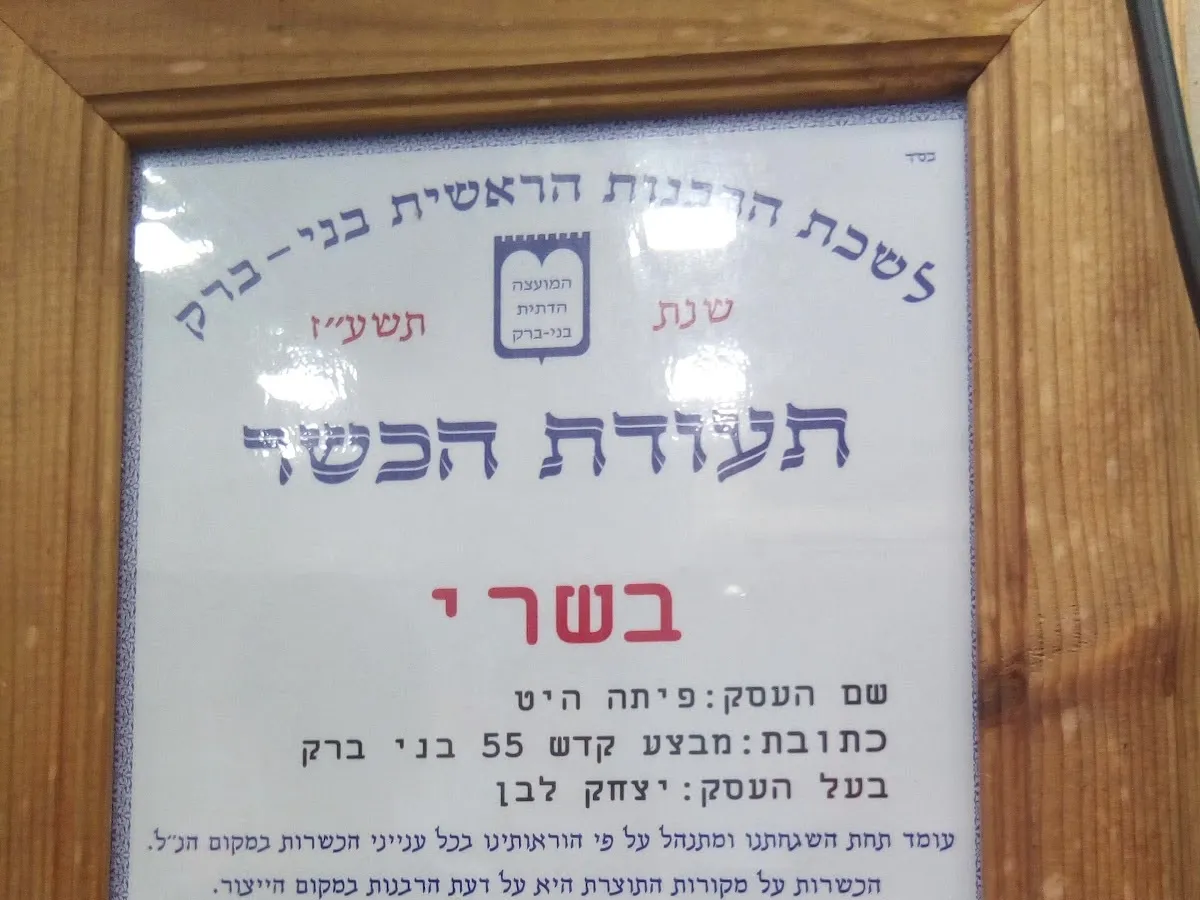 בסד
לשכת הרבנות הראשית בני-ברק
שנת תשע״ז
המועצה
הדתית
בני-ברק
תעודת הכשר
בשרי
שם העסק:פיתה היט
כתובת:מבצע קדש 55 בני ברק
בעל העסק:יצחק לבן
עומד תחת השגחתנו ומתנהל על פי הוראותינו בכל ענייני הכשרות במקום הנ״ל.
הכשרות על מקורות התוצרת היא על דעת הרבנות במקום הייצור.